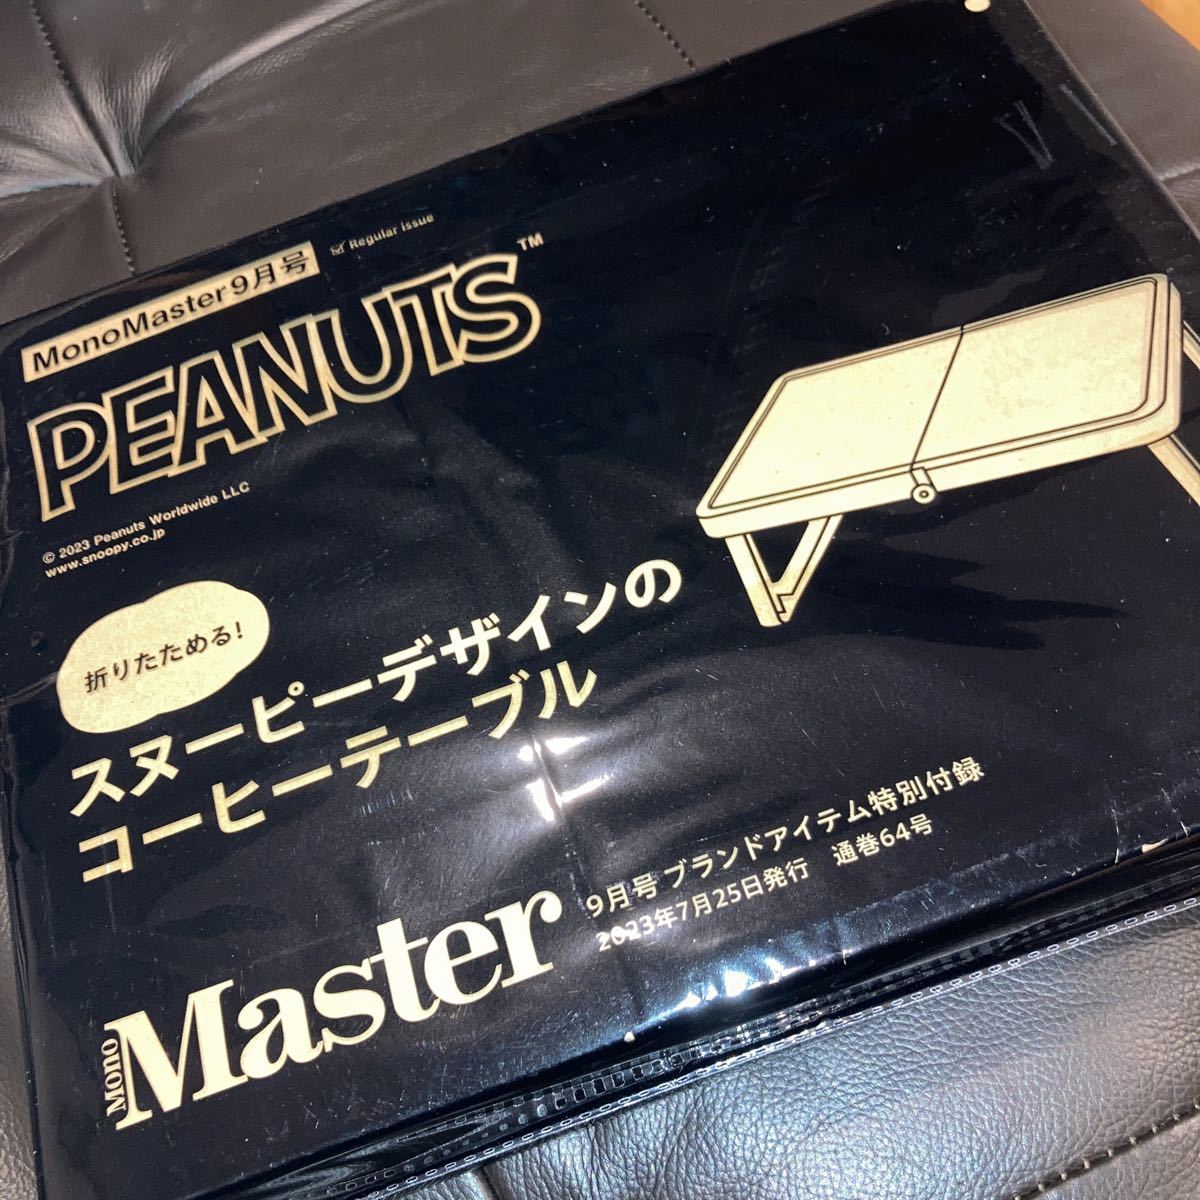 MonoMaster9月号
Regular issue
PEANUTS™
© 2023 Peanuts Worldwide LLC
www.snoopy.co.jp
折りたためる!
スヌーピーデザインの
コーヒーテーブル
Mono Master
9月号 ブランドアイテム特別付録
2023年7月25日発行 通巻64号